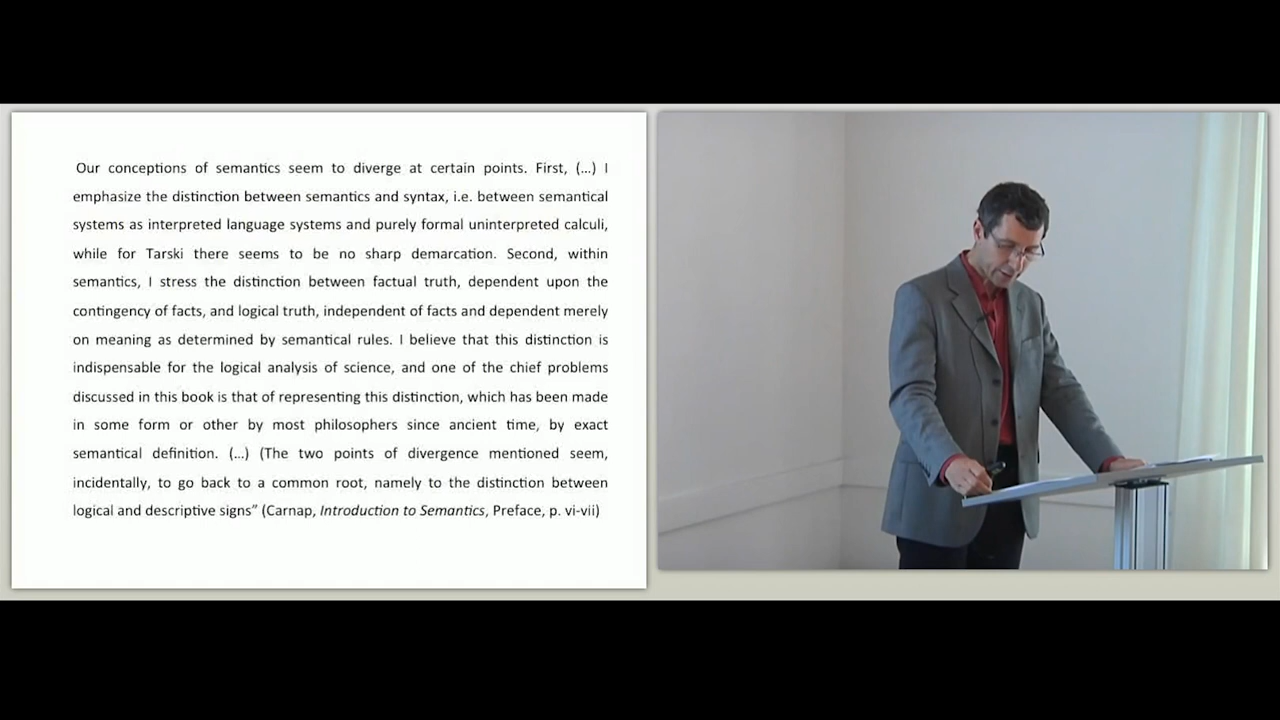 Our conceptions of semantics seem to diverge at certain points. First, (...) I
emphasize the distinction between semantics and syntax, i.e. between semantical
systems as interpreted language systems and purely formal uninterpreted calculi,
while for Tarski there seems to be no sharp demarcation. Second, within
semantics, I stress the distinction between factual truth, dependent upon the
contingency of facts, and logical truth, independent of facts and dependent merely
on meaning as determined by semantical rules. I believe that this distinction is
indispensable for the logical analysis of science, and one of the chief problems
discussed in this book is that of representing this distinction, which has been made
in some form or other by most philosophers since ancient time, by exact
semantical definition. (...) (The two points of divergence mentioned seem,
incidentally, to go back to a common root, namely to the distinction between
logical and descriptive signs” (Carnap, Introduction to Semantics, Preface, p. vi-vii)